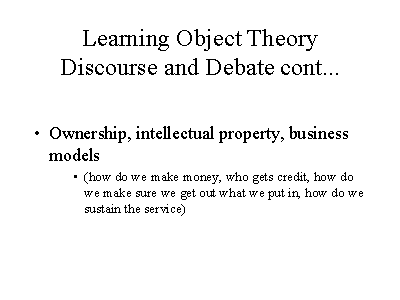 Learning Object Theory
Discourse and Debate cont...
• Ownership, intellectual property, business
models
• (how do we make money, who gets credit, how do
we make sure we get out what we put in, how do we
sustain the service)